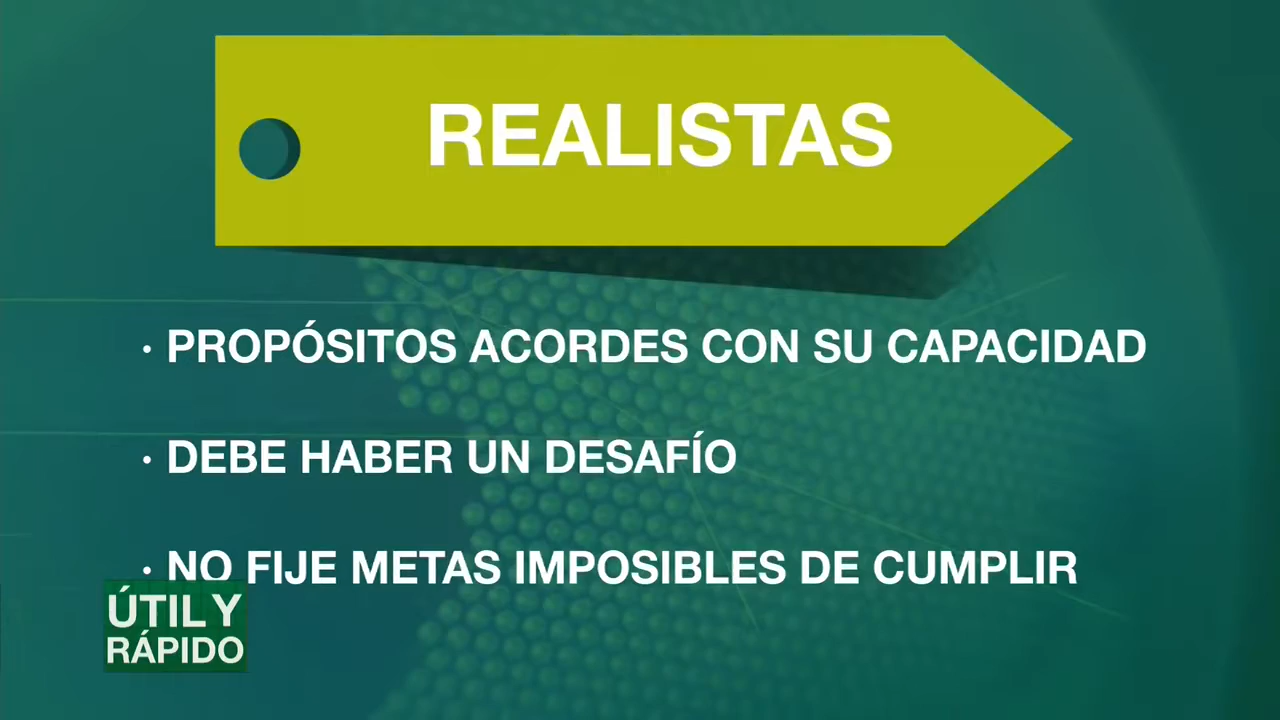 REALISTAS
· PROPÓSITOS ACORDES CON SU CAPACIDAD
· DEBE HABER UN DESAFÍO
· NO FIJE METAS IMPOSIBLES DE CUMPLIR
ÚTIL Y
RÁPIDO